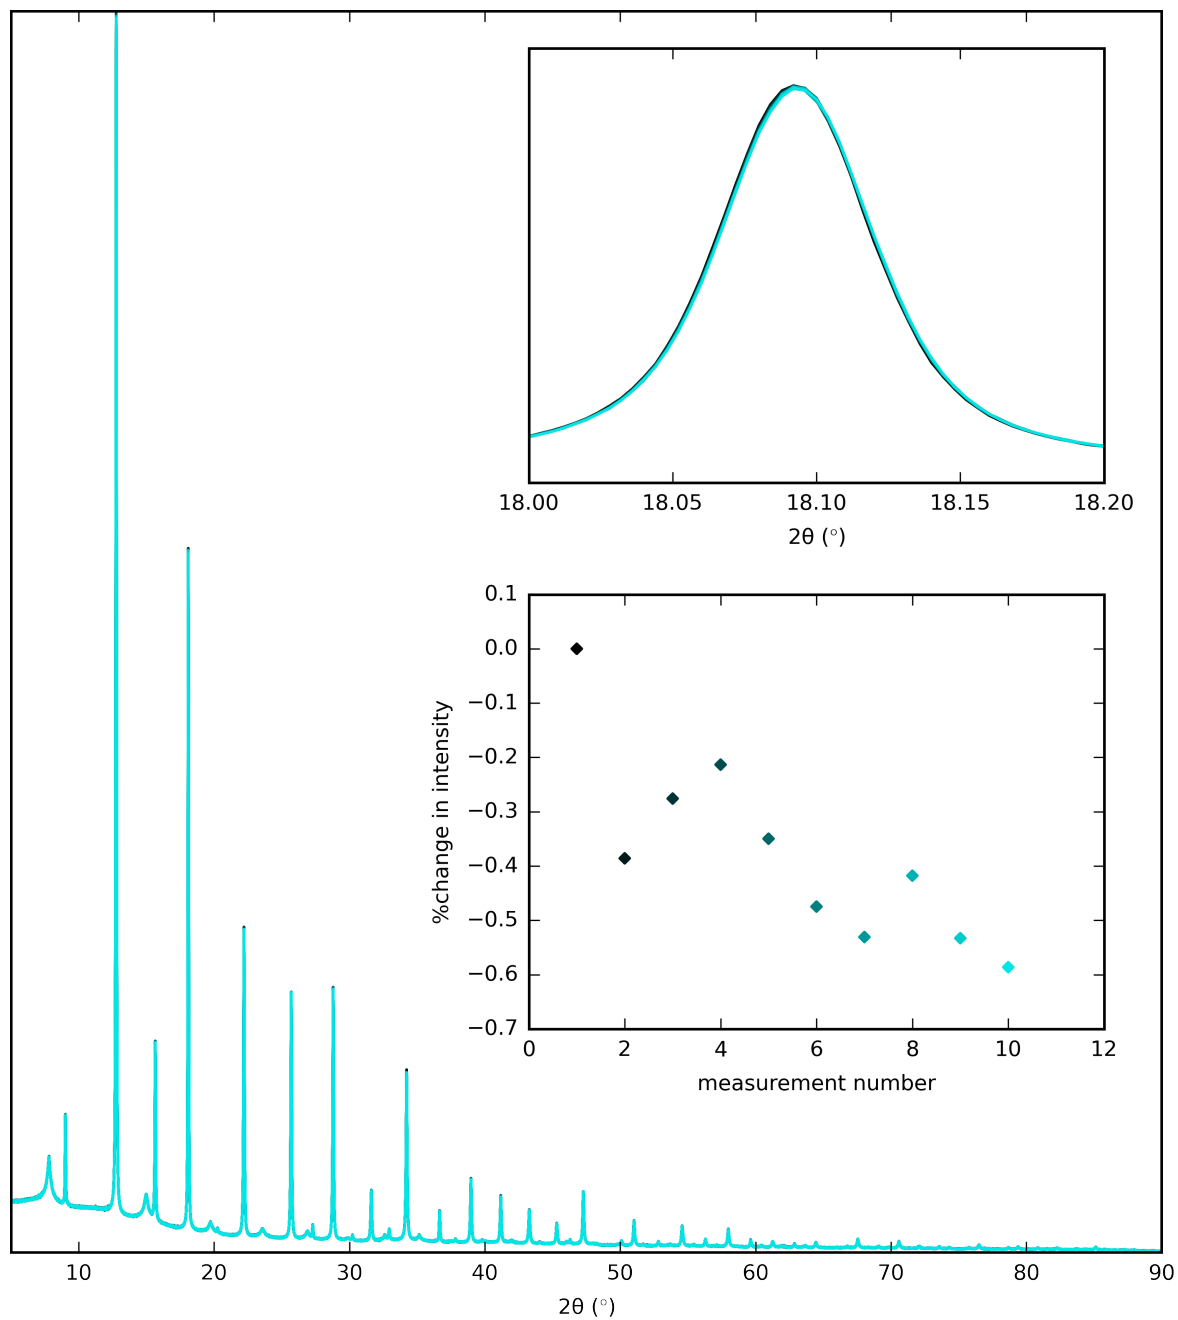 18.00 18.05 18.10 18.15 18.20
2θ (°)
0.1
0.0
−0.1
−0.2
−0.3
−0.4
−0.5
−0.6
−0.7
%change in intensity
0 2 4 6 8 10 12
measurement number
10 20 30 40 50 60 70 80 90
2θ (°)